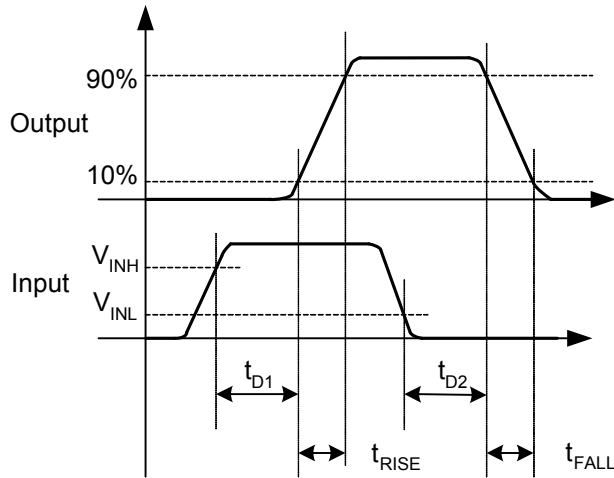 90%
Output
10%
V_INH
Input
V_INL
t_D1
t_D2
t_RISE
t_FALL